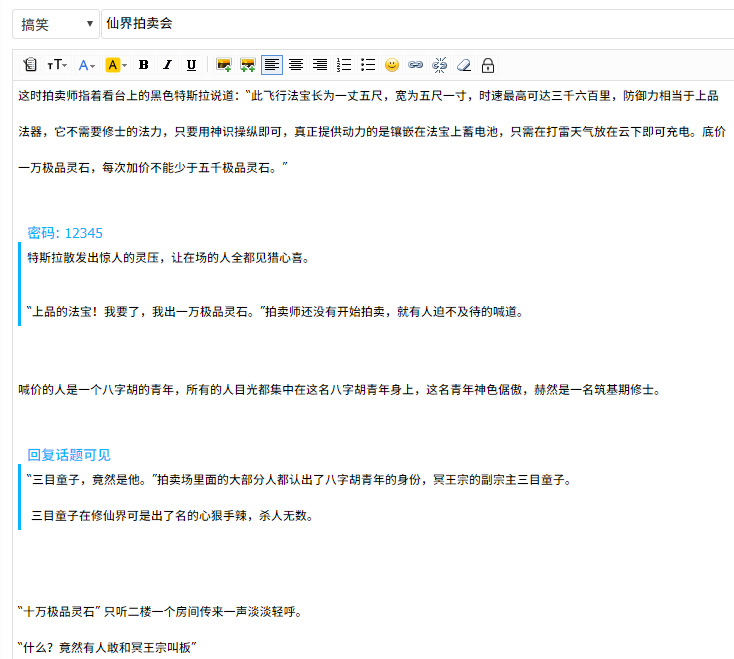 搞笑
仙界拍卖会
这时拍卖师指着看台上的黑色特斯拉说道：“此飞行法宝长为一丈五尺，宽为五尺一寸，时速最高可达三千六百里，防御力相当于上品
法器，它不需要修士的法力，只要用神识操纵即可，真正提供动力的是镶嵌在法宝上蓄电池，只需在打雷天气放在云下即可充电。底价
一万极品灵石，每次加价不能少于五千极品灵石。”
密码: 12345
特斯拉散发出惊人的灵压，让在场的人全都见猎心喜。
“上品的法宝！我要了，我出一万极品灵石。”拍卖师还没有开始拍卖，就有人迫不及待的喊道。
喊价的人是一个八字胡的青年，所有的人目光都集中在这名八字胡青年身上，这名青年神色倨傲，赫然是一名筑基期修士。
回复话题可见
“三目童子，竟然是他。”拍卖场里面的大部分人都认出了八字胡青年的身份，冥王宗的副宗主三目童子。
三目童子在修仙界可是出了名的心狠手辣，杀人无数。
“十万极品灵石” 只听二楼一个房间传来一声淡淡轻呼。
“什么？竟然有人敢和冥王宗叫板”